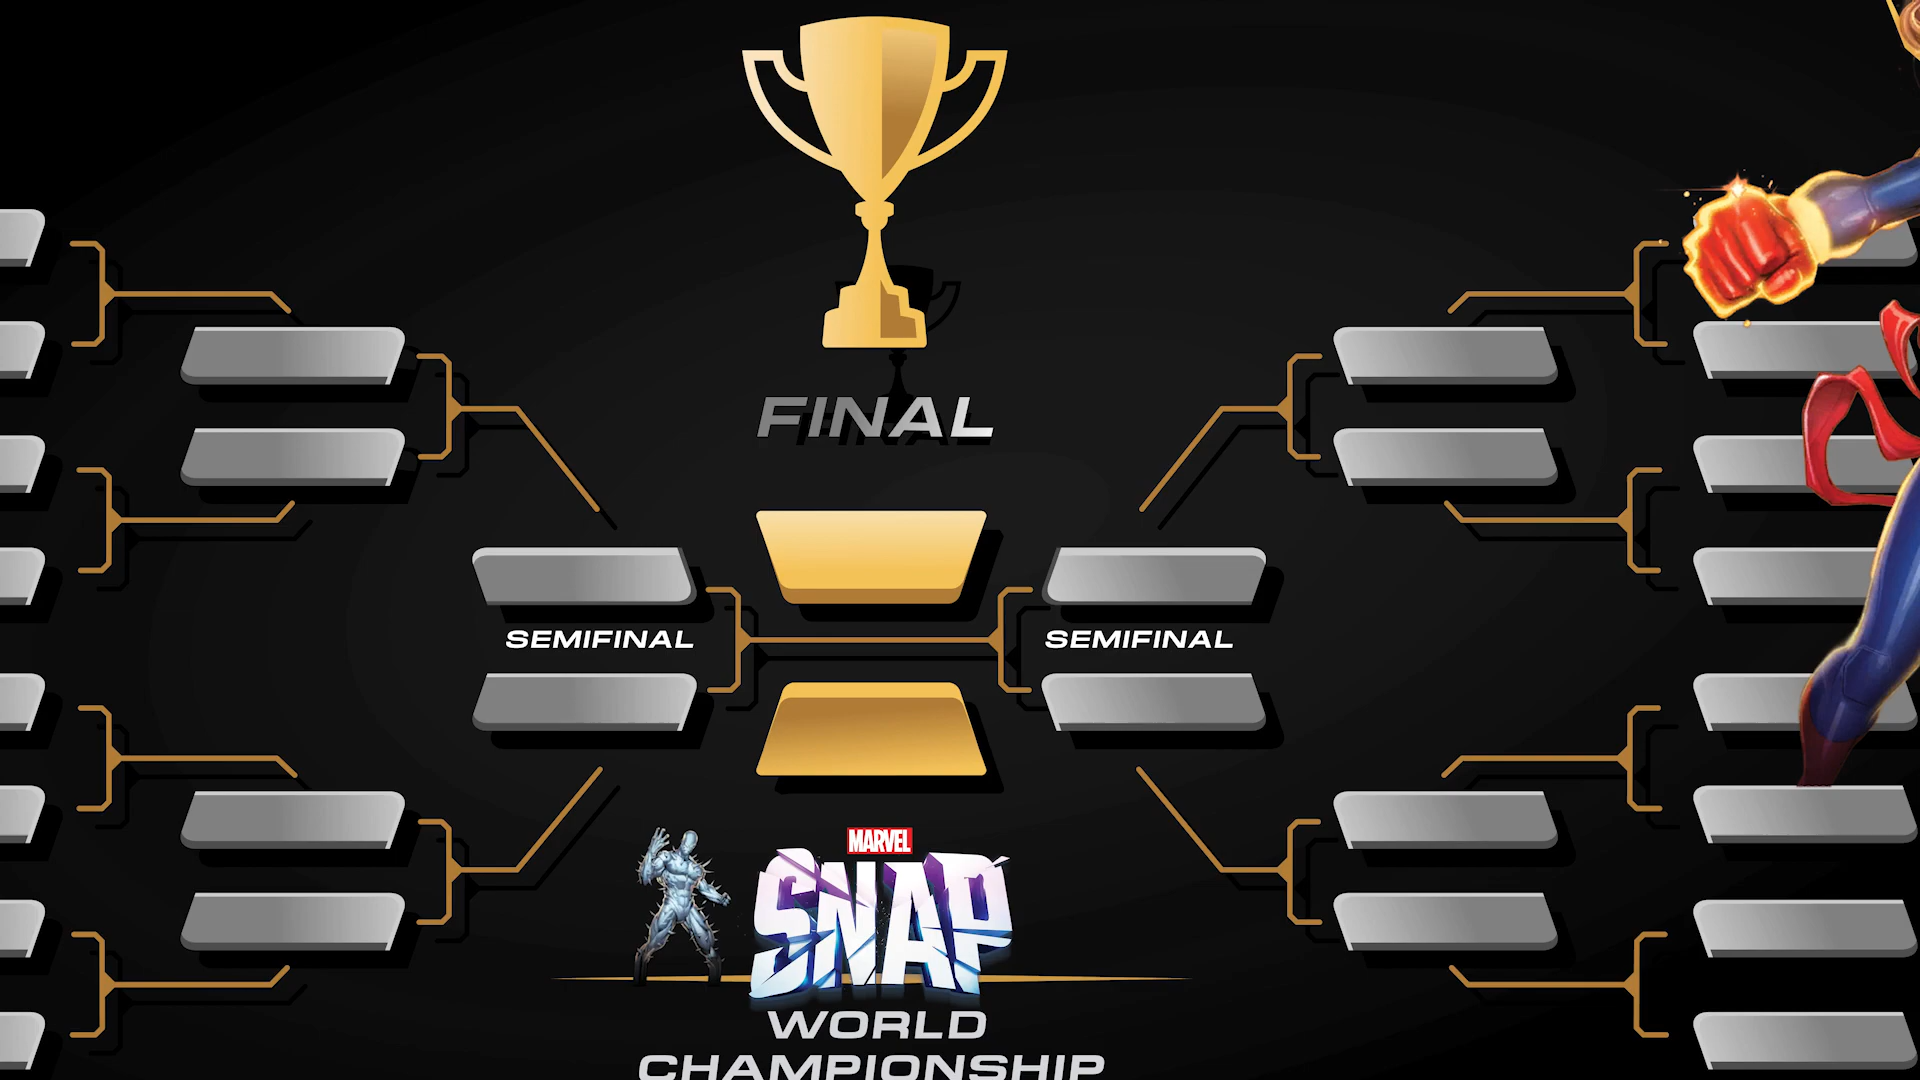 FINAL
SEMIFINAL
SEMIFINAL
MARVEL
SNAP
WORLD
CHAMPIONSHIP